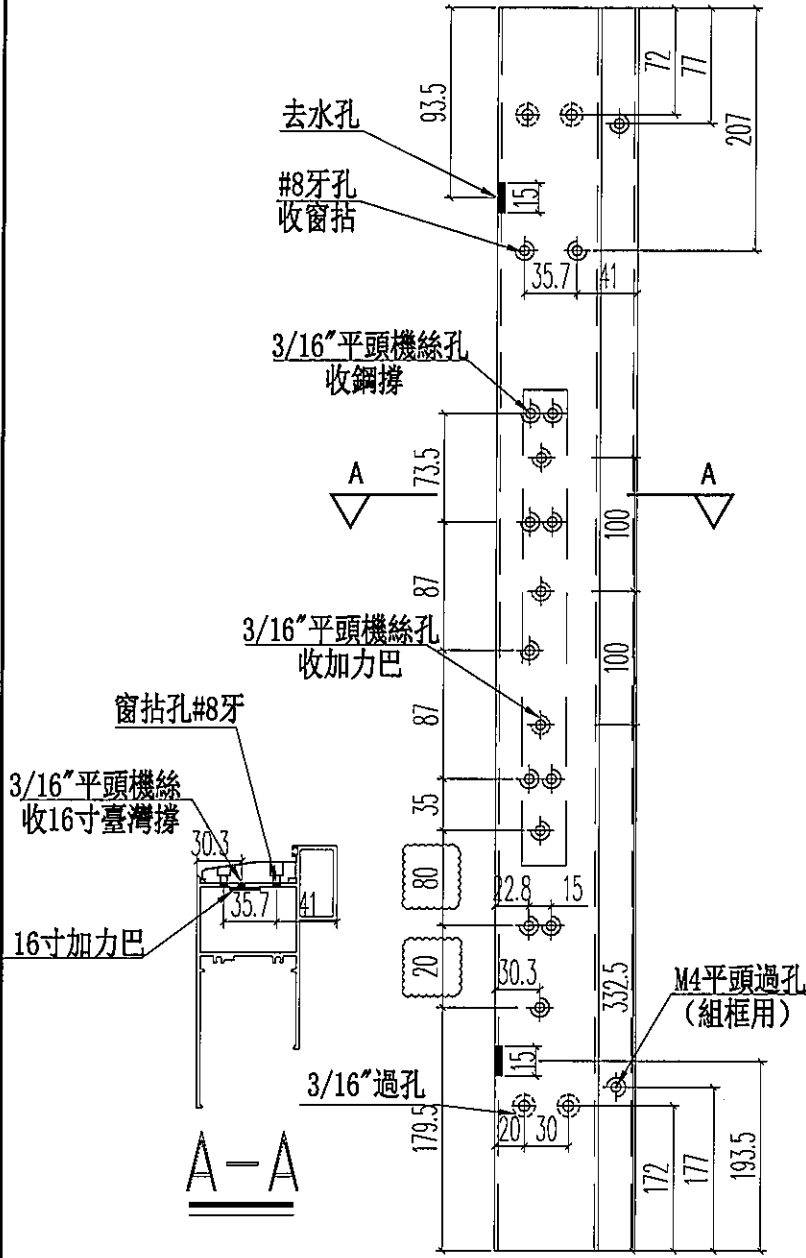 93.5
72
77
207
去水孔
15
#8牙孔
收窗拈
35.7
41
3/16"平頭機絲孔
收鋼撐
73.5
A
A
100
87
3/16"平頭機絲孔
收加力巴
100
87
窗拈孔#8牙
3/16"平頭機絲
收16寸臺灣撐
30.3
35.7
41
16寸加力巴
35
80
22.8
15
20
30.3
332.5
M4平頭過孔
(組框用)
15
3/16"過孔
179.5
20
30
172
177
193.5
A-A